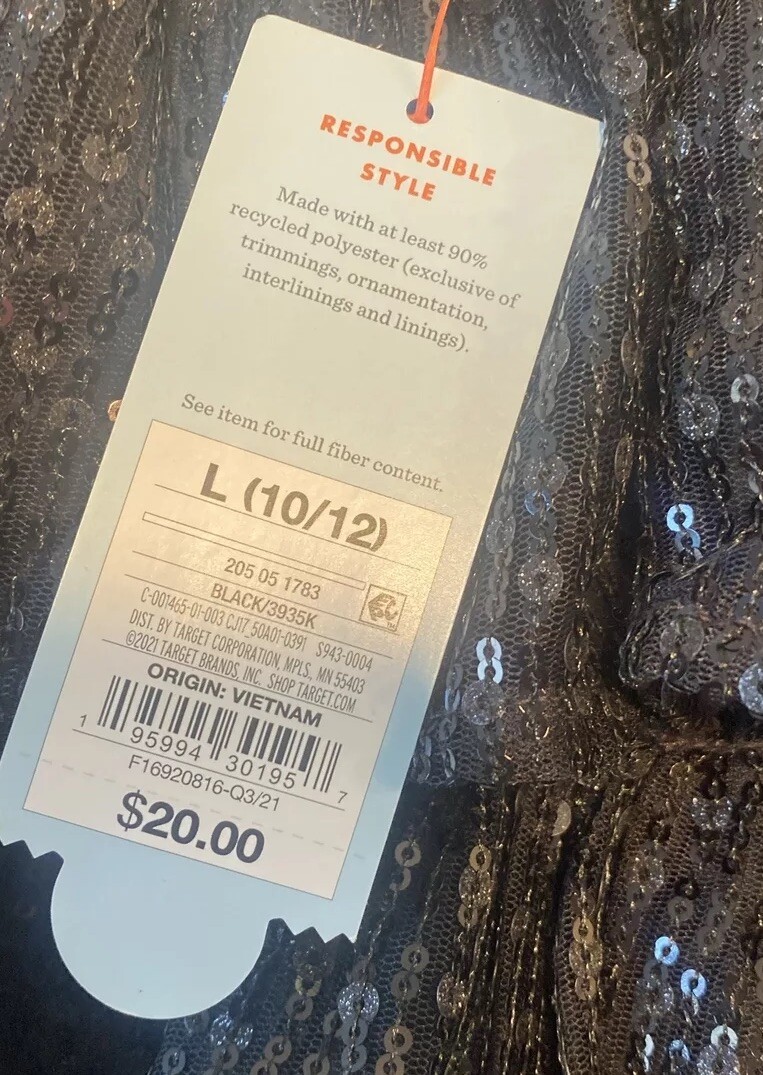 RESPONSIBLE
STYLE
Made with at least 90%
recycled polyester (exclusive of
trimmings, ornamentation,
interlinings and linings).
See item for full fiber content.
L (10/12)
205 05 1783
BLACK/3935K
C-001465-01-003 CJ17_50A01-0391 S943-0004
DIST. BY TARGET CORPORATION, MPLS., MN 55403
©2021 TARGET BRANDS, INC. SHOP TARGET.COM
ORIGIN: VIETNAM
1 95994 30195 7
F16920816-Q3/21
$20.00